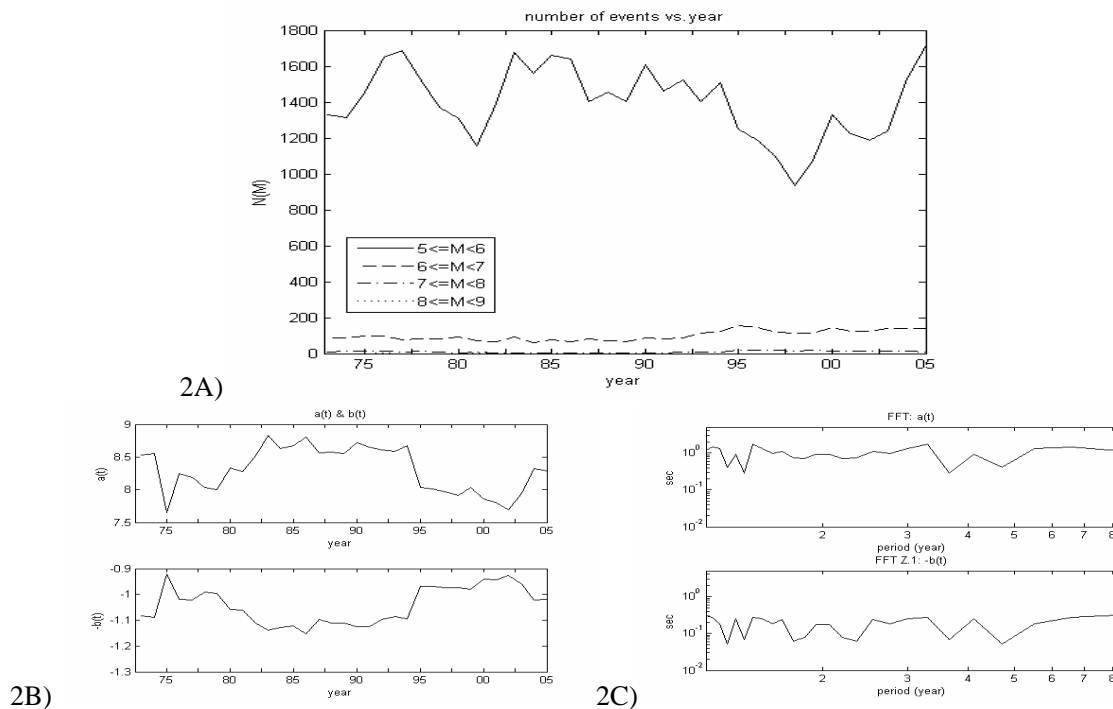 number of events vs. year
1800
1600
1400
1200
1000
800
600
400
200
0
N(M)
5<=M<6
6<=M<7
7<=M<8
8<=M<9
75 80 85 90 95 00 05
year
2A)
a(t) & b(t)
9
8.5
8
7.5
a(t)
75 80 85 90 95 00 05
year
-0.9
-1
-1.1
-1.2
-1.3
-b(t)
75 80 85 90 95 00 05
year
2B)
FFT: a(t)
10^0
10^-1
10^-2
sec
2 3 4 5 6 7 8
period (year)
FFT Z.1: -b(t)
10^0
10^-1
10^-2
sec
2 3 4 5 6 7 8
period (year)
2C)